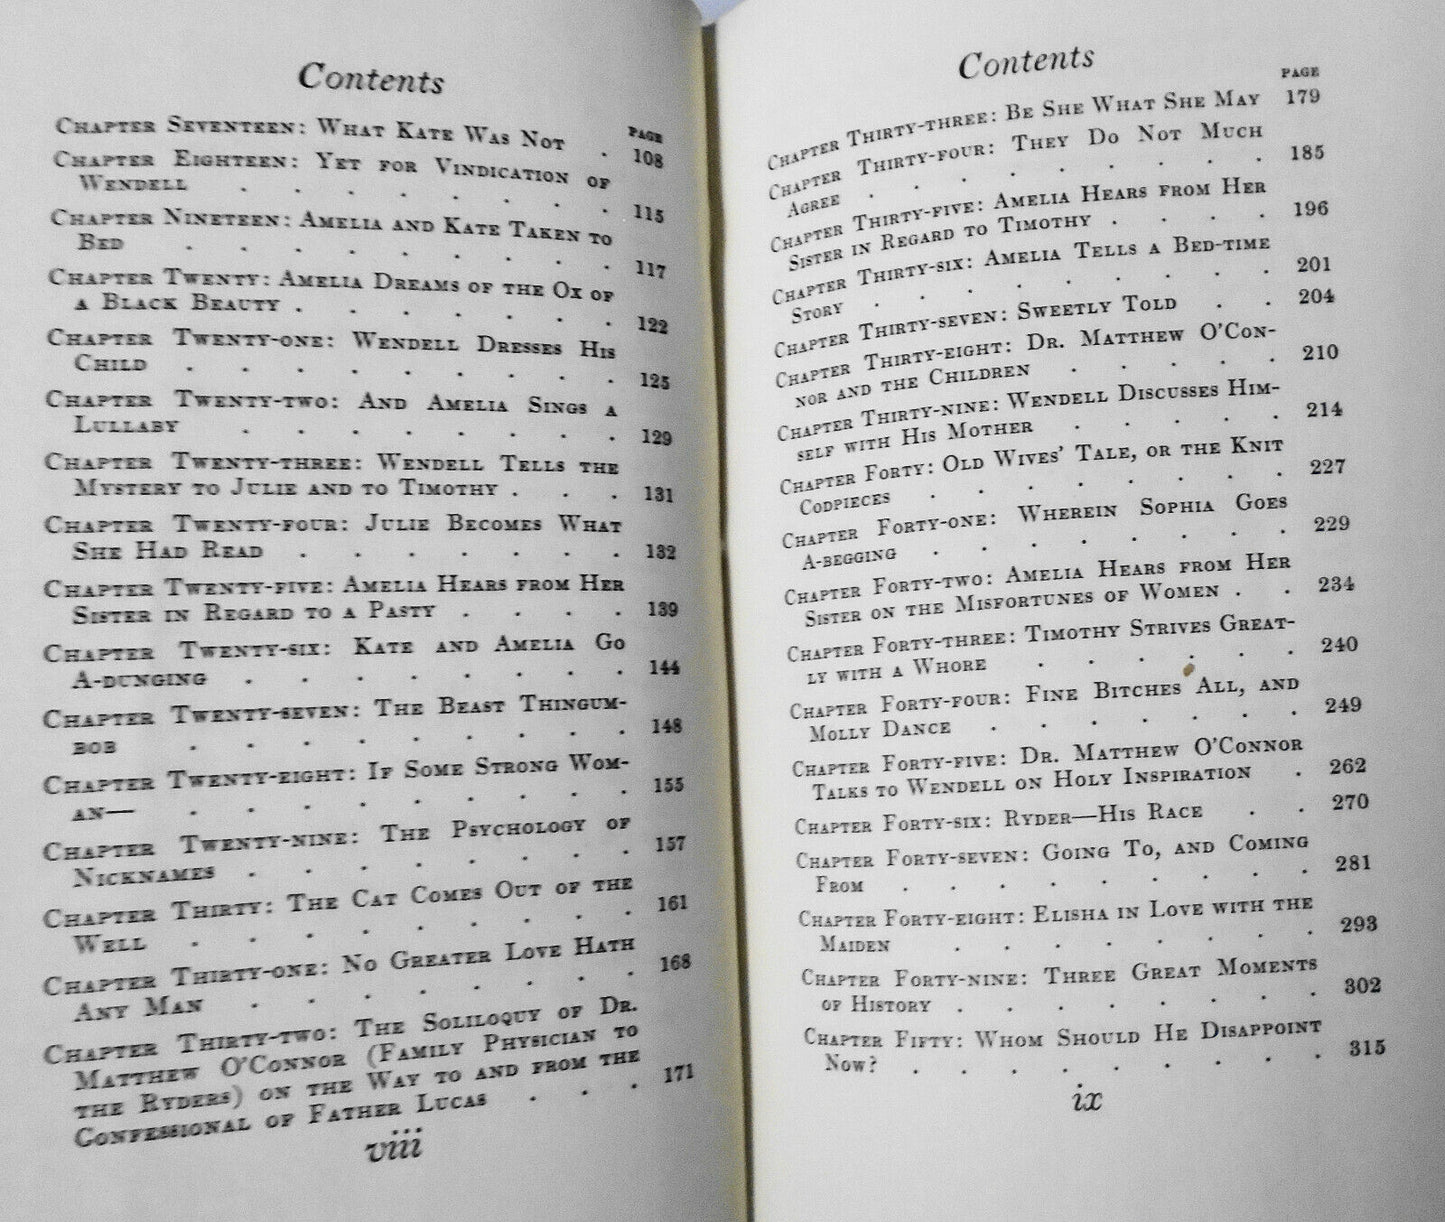 Contents
PAGE
Chapter Seventeen: What Kate Was Not . 108
Chapter Eighteen: Yet for Vindication of
Wendell . . . . . . . 115
Chapter Nineteen: Amelia and Kate Taken to
Bed . . . . . . . . 117
Chapter Twenty: Amelia Dreams of the Ox of
a Black Beauty . . . . . . . 122
Chapter Twenty-one: Wendell Dresses His
Child . . . . . . . . . 125
Chapter Twenty-two: And Amelia Sings a
Lullaby . . . . . . . . 129
Chapter Twenty-three: Wendell Tells the
Mystery to Julie and to Timothy . . . 131
Chapter Twenty-four: Julie Becomes What
She Had Read . . . . . . . 132
Chapter Twenty-five: Amelia Hears from Her
Sister in Regard to a Pasty . . . . 139
Chapter Twenty-six: Kate and Amelia Go
A-dunging . . . . . . . . 144
Chapter Twenty-seven: The Beast Thingum-
bob . . . . . . . . 148
Chapter Twenty-eight: If Some Strong Wom-
an— . . . . . . . . . 155
Chapter Twenty-nine: The Psychology of
Nicknames . . . . . . . 157
Chapter Thirty: The Cat Comes Out of the
Well . . . . . . . . 161
Chapter Thirty-one: No Greater Love Hath
Any Man . . . . . . . 168
Chapter Thirty-two: The Soliloquy of Dr.
Matthew O'Connor (Family Physician to
the Ryders) on the Way to and from the
Confessional of Father Lucas . . . 171
viii
Contents
PAGE
Chapter Thirty-three: Be She What She May 179
Chapter Thirty-four: They Do Not Much
Agree . . . . . . . . 185
Chapter Thirty-five: Amelia Hears from Her
Sister in Regard to Timothy . . . . 196
Chapter Thirty-six: Amelia Tells a Bed-time
Story . . . . . . . . 201
Chapter Thirty-seven: Sweetly Told . . 204
Chapter Thirty-eight: Dr. Matthew O'Con-
nor and the Children . . . . . 210
Chapter Thirty-nine: Wendell Discusses Him-
self with His Mother . . . . . 214
Chapter Forty: Old Wives' Tale, or the Knit
Codpieces . . . . . . . . 227
Chapter Forty-one: Wherein Sophia Goes
A-begging . . . . . . . . 229
Chapter Forty-two: Amelia Hears from Her
Sister on the Misfortunes of Women . . 234
Chapter Forty-three: Timothy Strives Great-
ly with a Whore . . . . . . 240
Chapter Forty-four: Fine Bitches All, and
Molly Dance . . . . . . . 249
Chapter Forty-five: Dr. Matthew O'Connor
Talks to Wendell on Holy Inspiration . 262
Chapter Forty-six: Ryder—His Race . . 270
Chapter Forty-seven: Going To, and Coming
From . . . . . . . . . 281
Chapter Forty-eight: Elisha in Love with the
Maiden . . . . . . . . 293
Chapter Forty-nine: Three Great Moments
of History . . . . . . . . 302
Chapter Fifty: Whom Should He Disappoint
Now? . . . . . . . . . 315
ix